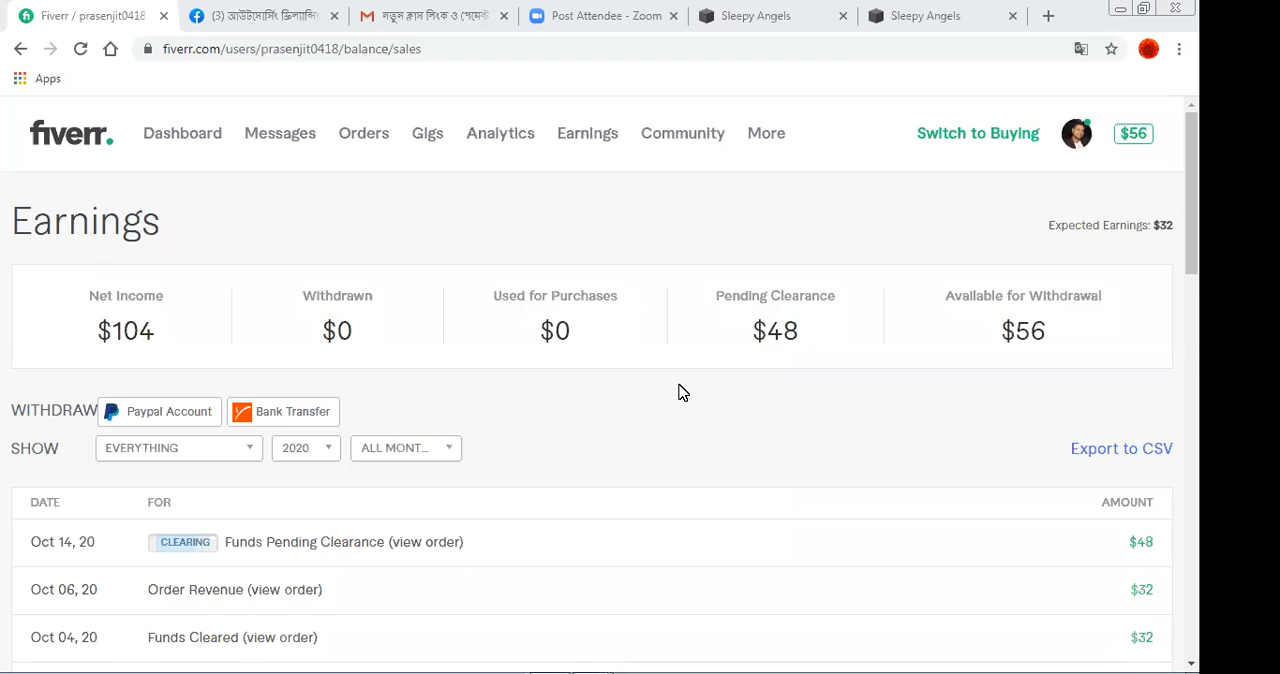 Fiverr / prasenjit0418
(3) আউটসোর্সিং ফ্রিল্যান্সিং
নতুন ক্লাস লিংক ও পেমেন্ট
Post Attendee - Zoom
Sleepy Angels
Sleepy Angels
fiverr.com/users/prasenjit0418/balance/sales
Apps
fiverr.
Dashboard
Messages
Orders
Gigs
Analytics
Earnings
Community
More
Switch to Buying
$56
Earnings
Expected Earnings: $32
Net Income
Withdrawn
Used for Purchases
Pending Clearance
Available for Withdrawal
$104
$0
$0
$48
$56
WITHDRAW
Paypal Account
Bank Transfer
SHOW
EVERYTHING
2020
ALL MONT...
Export to CSV
DATE
FOR
AMOUNT
Oct 14, 20
CLEARING
Funds Pending Clearance (view order)
$48
Oct 06, 20
Order Revenue (view order)
$32
Oct 04, 20
Funds Cleared (view order)
$32